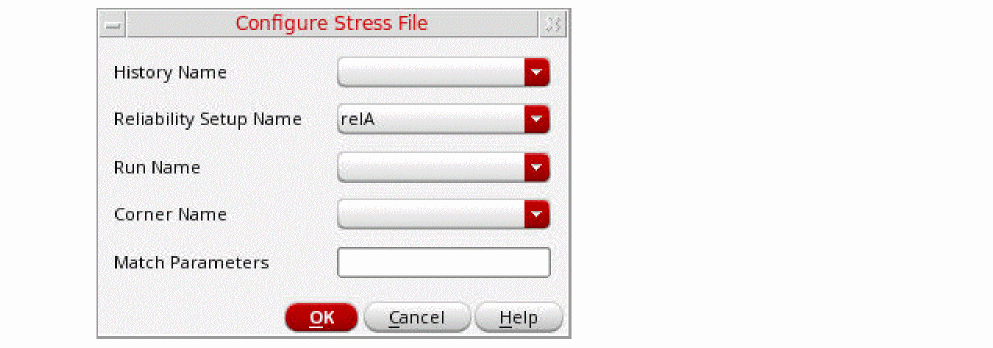 Configure Stress File
History Name
Reliability Setup Name relA
Run Name
Corner Name
Match Parameters
OK Cancel Help